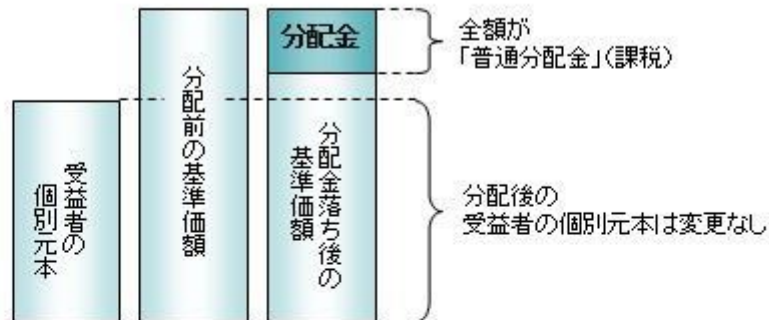 受益者の
個別元本
分配前の基準価額
分配金
分配金落ち後の
基準価額
全額が
「普通分配金」(課税)
分配後の
受益者の個別元本は変更なし